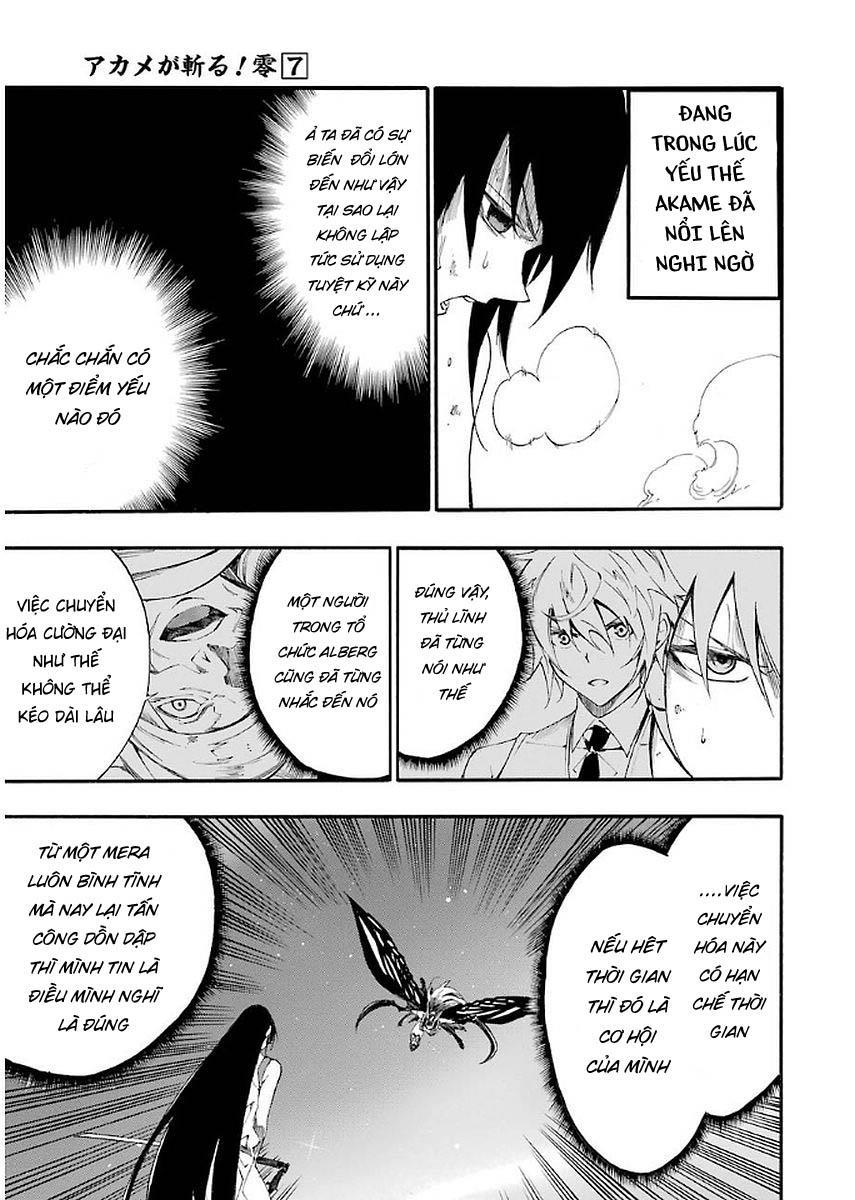 アカメが斬る！零7
ĐANG
TRONG LÚC
YẾU THẾ
AKAME ĐÃ
NỔI LÊN
NGHI NGỜ
Ả TA ĐÃ CÓ SỰ
BIẾN ĐỔI LỚN
ĐẾN NHƯ VẬY
TẠI SAO LẠI
KHÔNG LẬP
TỨC SỬ DỤNG
TUYỆT KỸ NÀY
CHỨ ...
CHẮC CHẮN CÓ
MỘT ĐIỂM YẾU
NÀO ĐÓ
ĐÚNG VẬY,
THỦ LĨNH
ĐÃ TỪNG
NÓI NHƯ
THẾ
MỘT NGƯỜI
TRONG TỔ
CHỨC ALBERG
CŨNG ĐÃ TỪNG
NHẮC ĐẾN NÓ
VIỆC CHUYỂN
HÓA CƯỜNG ĐẠI
NHƯ THẾ
KHÔNG THỂ
KÉO DÀI LÂU
....VIỆC
CHUYỂN
HÓA NÀY
CÓ HẠN
CHẾ THỜI
GIAN
NẾU HẾT
THỜI GIAN
THÌ ĐÓ LÀ
CƠ HỘI
CỦA MÌNH
TỪ MỘT MERA
LUÔN BÌNH TĨNH
MÀ NAY LẠI TẤN
CÔNG DỒN DẬP
THÌ MÌNH TIN LÀ
ĐIỀU MÌNH NGHĨ
LÀ ĐÚNG